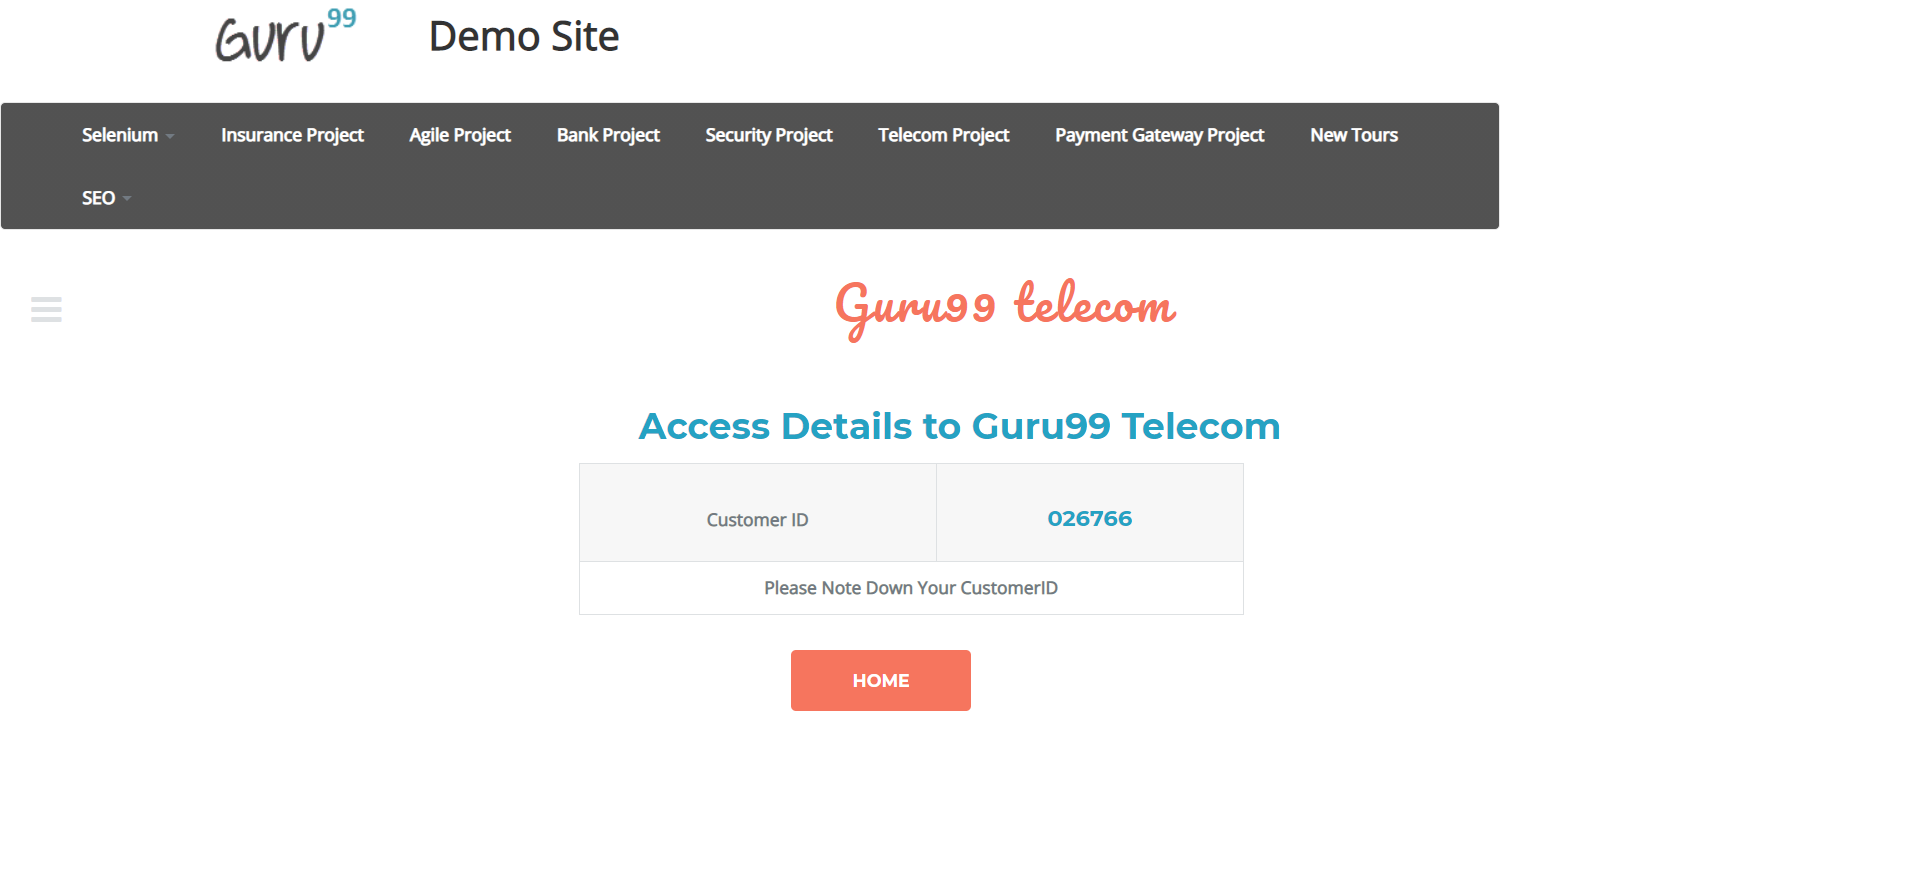 Guru99 Demo Site
Selenium Insurance Project Agile Project Bank Project Security Project Telecom Project Payment Gateway Project New Tours
SEO
Guru99 telecom
Access Details to Guru99 Telecom
Customer ID 026766
Please Note Down Your CustomerID
HOME